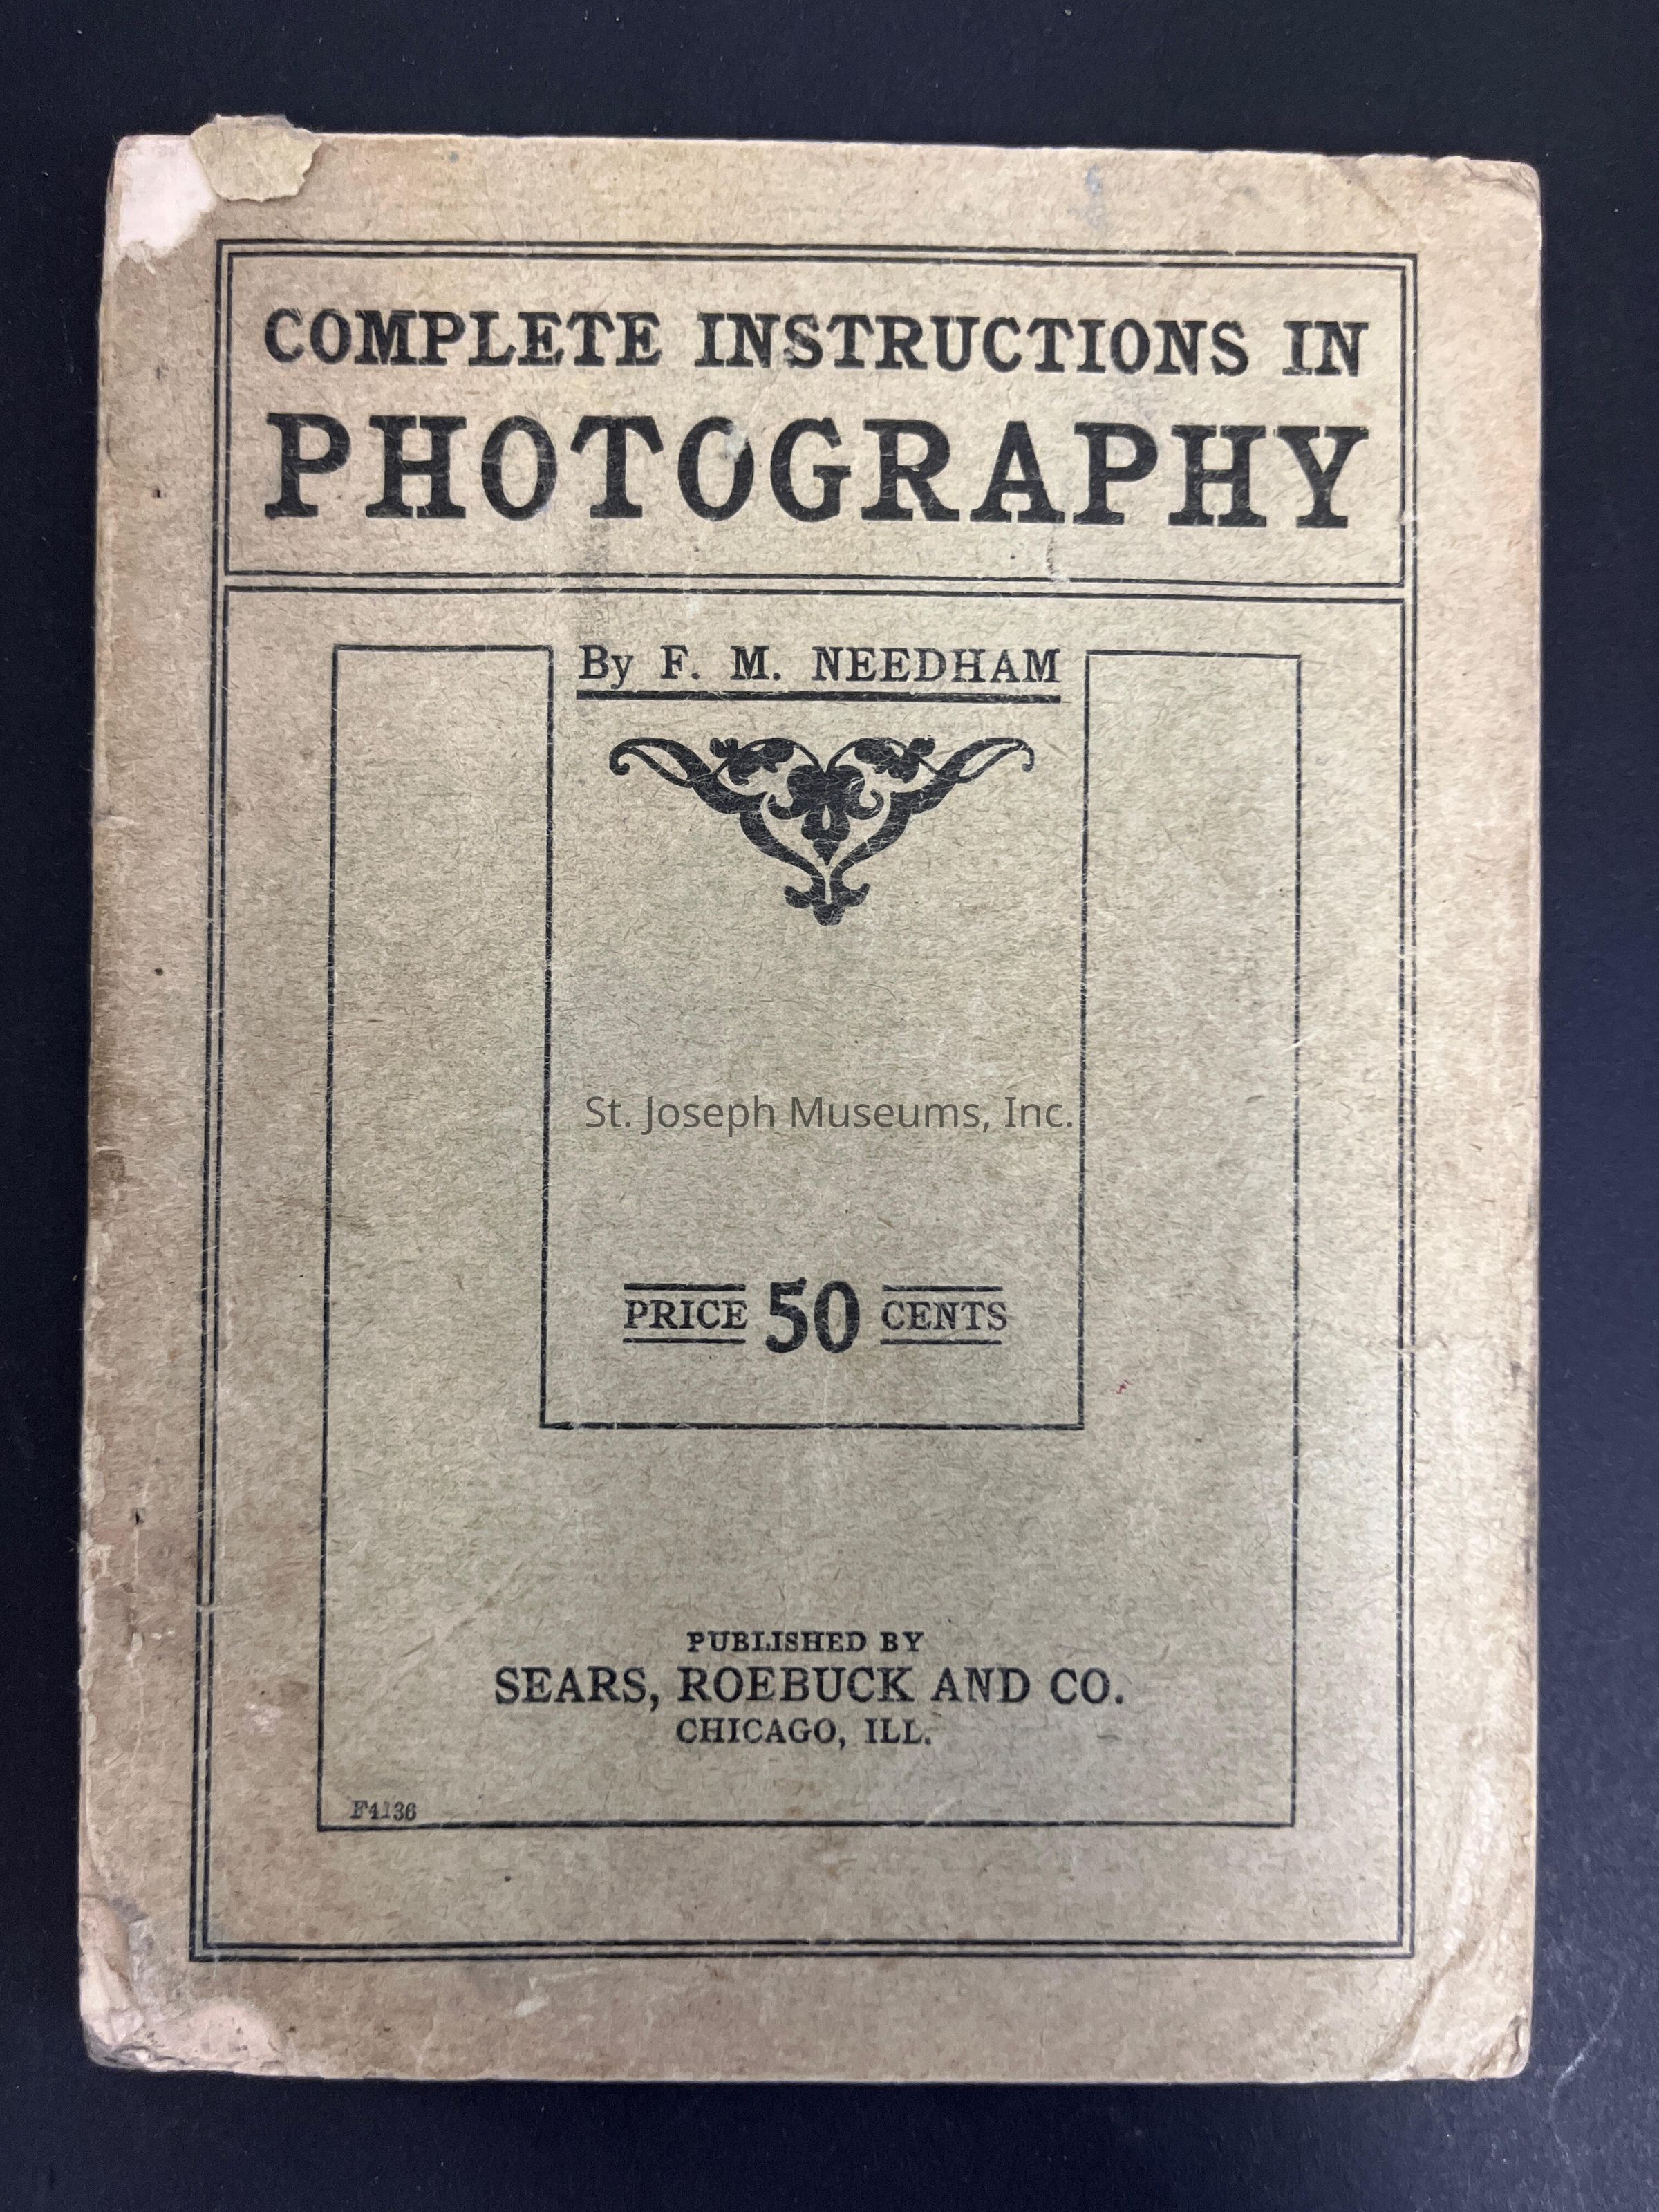 COMPLETE INSTRUCTIONS IN
PHOTOGRAPHY
By F. M. NEEDHAM
St. Joseph Museums, Inc.
PRICE 50 CENTS
PUBLISHED BY
SEARS, ROEBUCK AND CO.
CHICAGO, ILL.
F4136